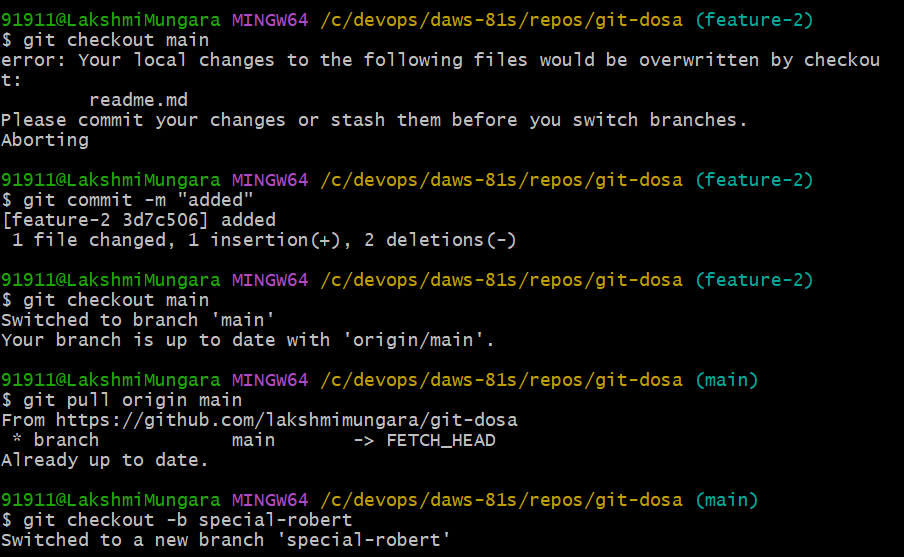 91911@LakshmiMungara MINGW64 /c/devops/daws-81s/repos/git-dosa (feature-2)
$ git checkout main
error: Your local changes to the following files would be overwritten by checkou
t:
        readme.md
Please commit your changes or stash them before you switch branches.
Aborting
91911@LakshmiMungara MINGW64 /c/devops/daws-81s/repos/git-dosa (feature-2)
$ git commit -m "added"
[feature-2 3d7c506] added
 1 file changed, 1 insertion(+), 2 deletions(-)
91911@LakshmiMungara MINGW64 /c/devops/daws-81s/repos/git-dosa (feature-2)
$ git checkout main
Switched to branch 'main'
Your branch is up to date with 'origin/main'.
91911@LakshmiMungara MINGW64 /c/devops/daws-81s/repos/git-dosa (main)
$ git pull origin main
From https://github.com/lakshmimungara/git-dosa
 * branch            main       -> FETCH_HEAD
Already up to date.
91911@LakshmiMungara MINGW64 /c/devops/daws-81s/repos/git-dosa (main)
$ git checkout -b special-robert
Switched to a new branch 'special-robert'